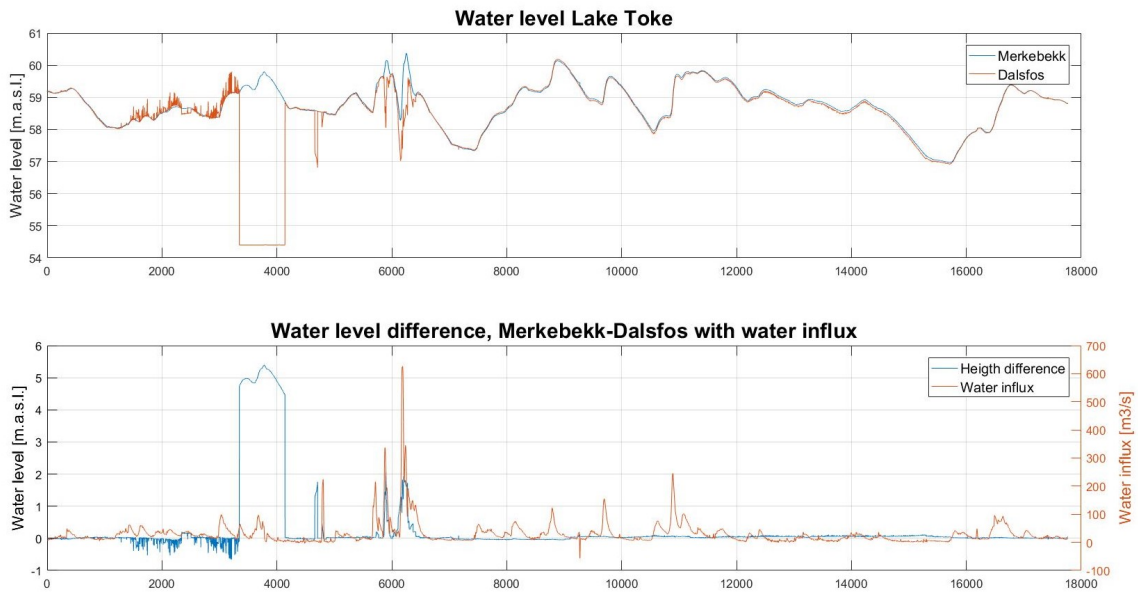 Water level Lake Toke
Water level [m.a.s.l.]
61
60
59
58
57
56
55
54
Merkebekk
Dalsfos
0 2000 4000 6000 8000 10000 12000 14000 16000 18000
Water level difference, Merkebekk-Dalsfos with water influx
Water level [m.a.s.l.]
6
5
4
3
2
1
0
-1
Heigth difference
Water influx
700
600
500
400
300
200
100
0
-100
Water influx [m3/s]
0 2000 4000 6000 8000 10000 12000 14000 16000 18000